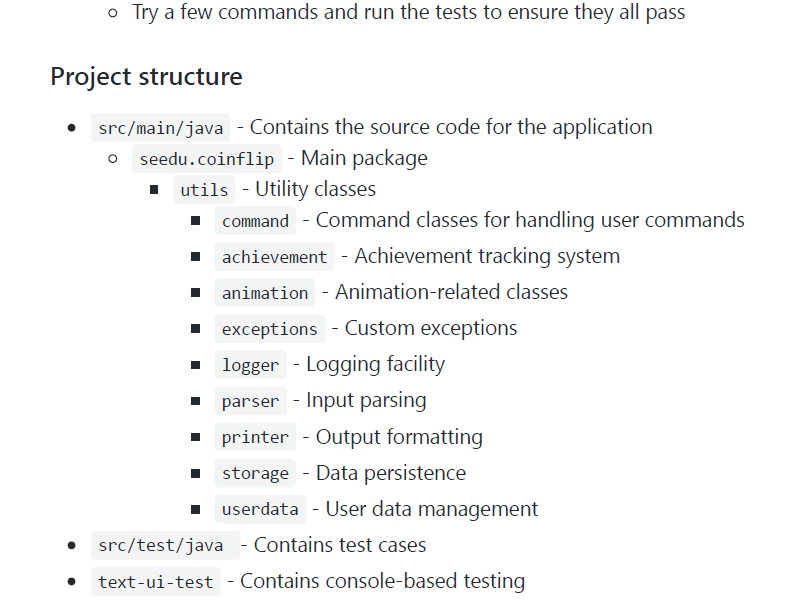 Try a few commands and run the tests to ensure they all pass
Project structure
src/main/java - Contains the source code for the application
seedu.coinflip - Main package
utils - Utility classes
command - Command classes for handling user commands
achievement - Achievement tracking system
animation - Animation-related classes
exceptions - Custom exceptions
logger - Logging facility
parser - Input parsing
printer - Output formatting
storage - Data persistence
userdata - User data management
src/test/java - Contains test cases
text-ui-test - Contains console-based testing